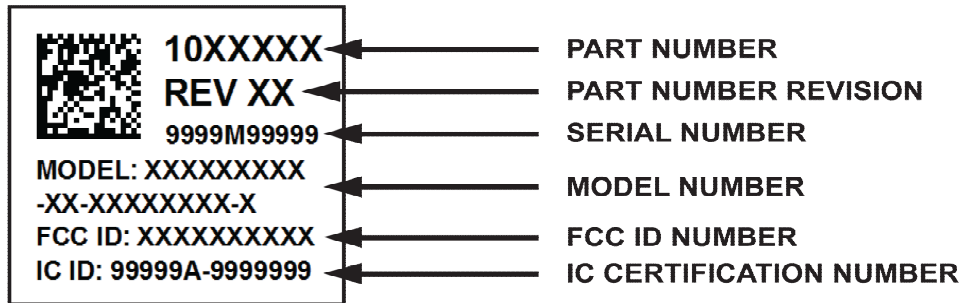 10XXXXX
REV XX
9999M99999
MODEL: XXXXXXXXX
-XX-XXXXXXXX-X
FCC ID: XXXXXXXXXX
IC ID: 99999A-9999999
PART NUMBER
PART NUMBER REVISION
SERIAL NUMBER
MODEL NUMBER
FCC ID NUMBER
IC CERTIFICATION NUMBER